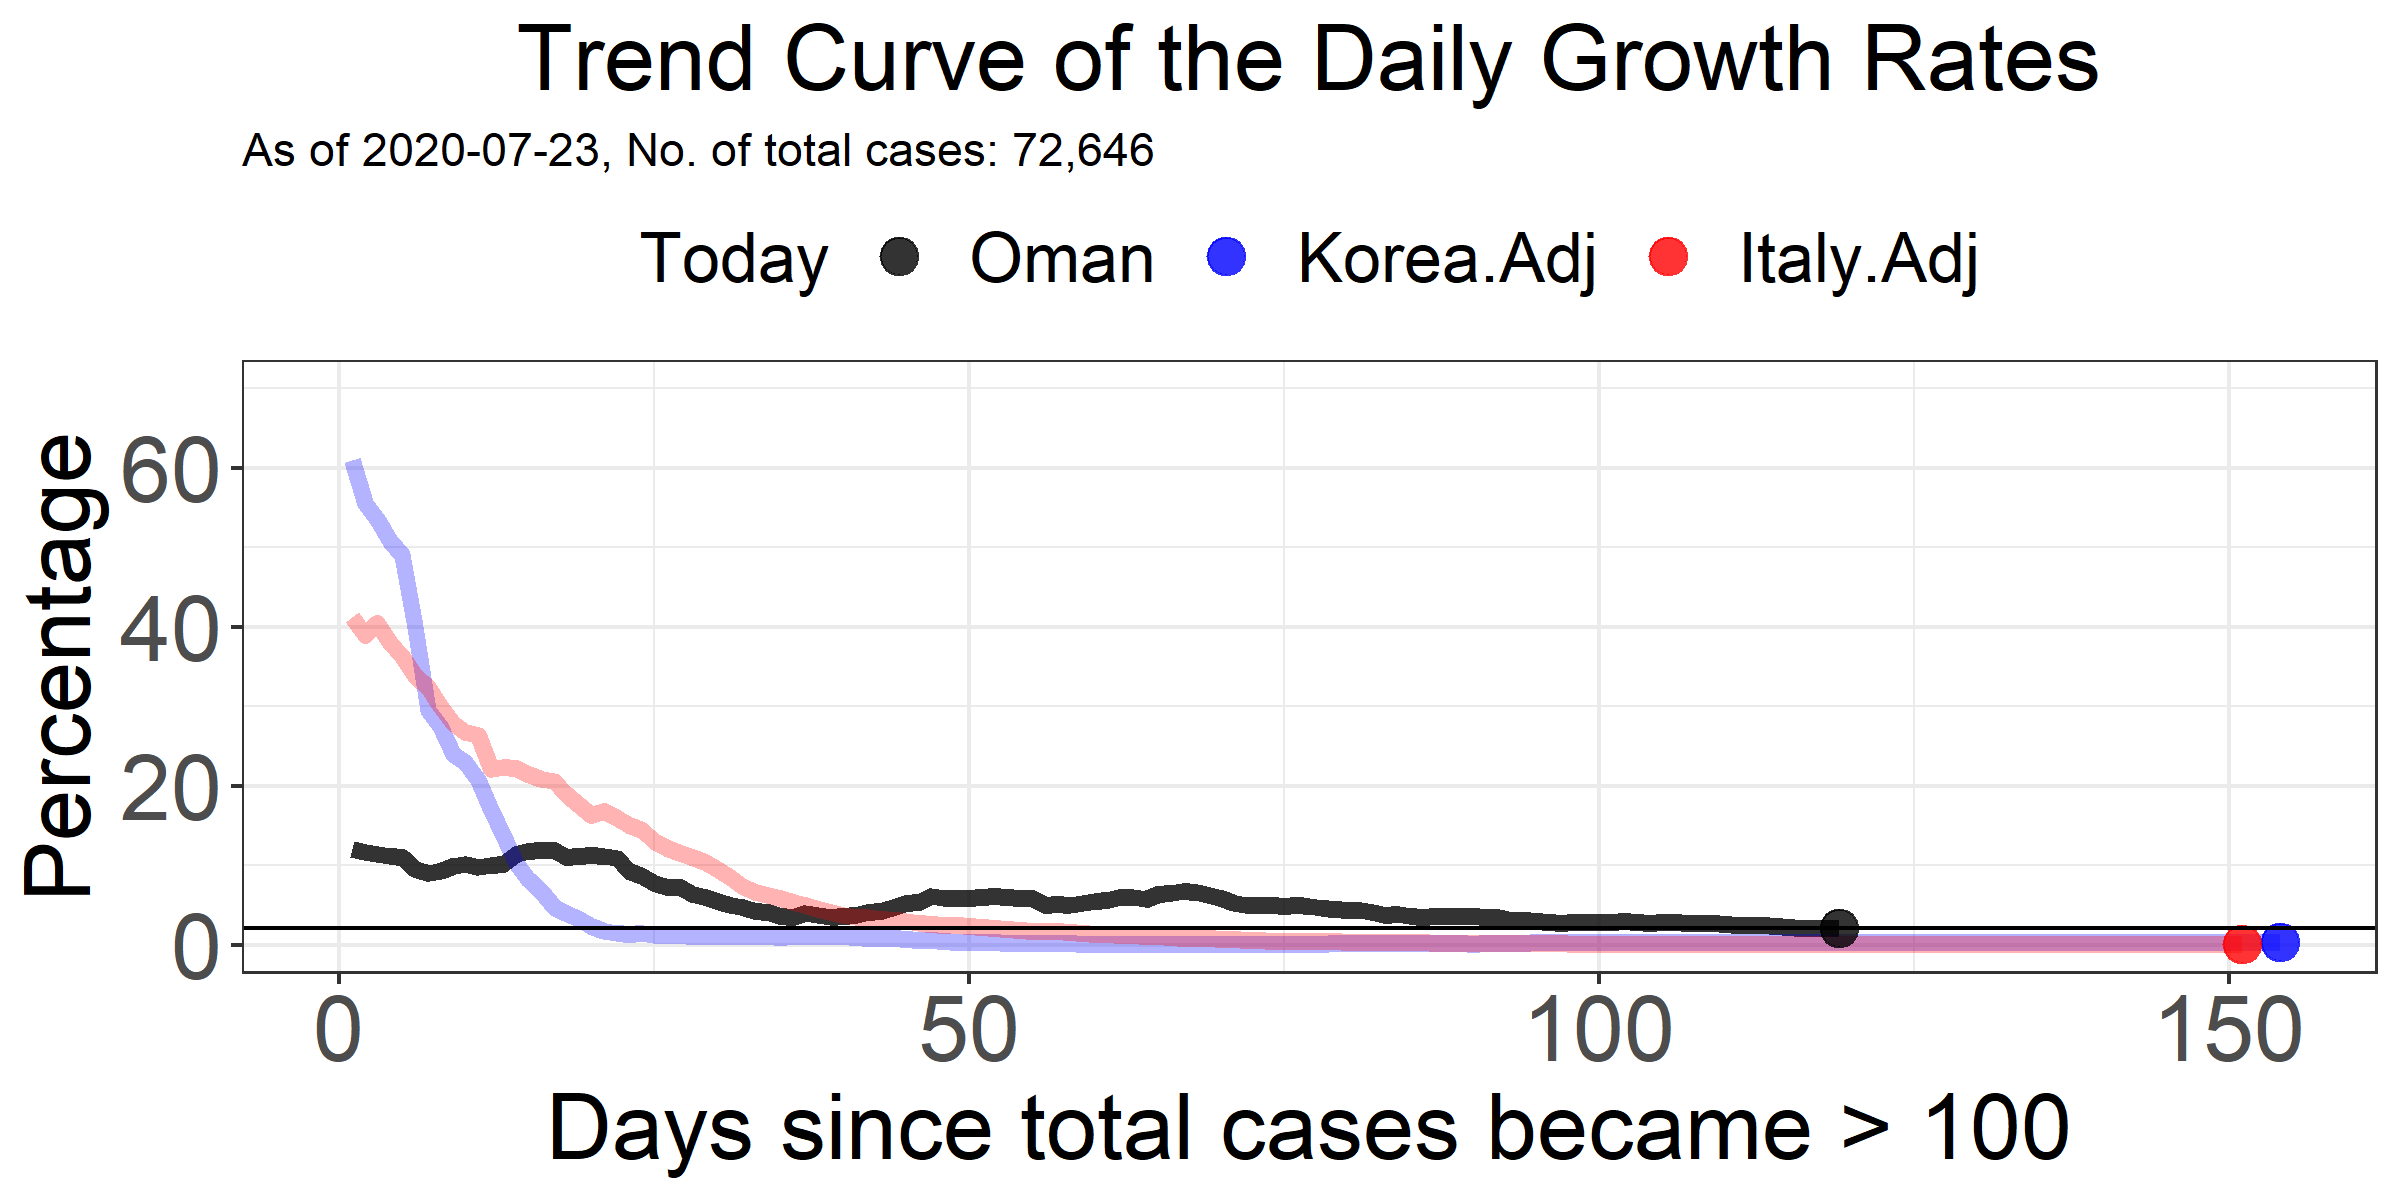 Trend Curve of the Daily Growth Rates
As of 2020-07-23, No. of total cases: 72,646
Today Oman Korea.Adj Italy.Adj
Percentage
60
40
20
0
0 50 100 150
Days since total cases became > 100